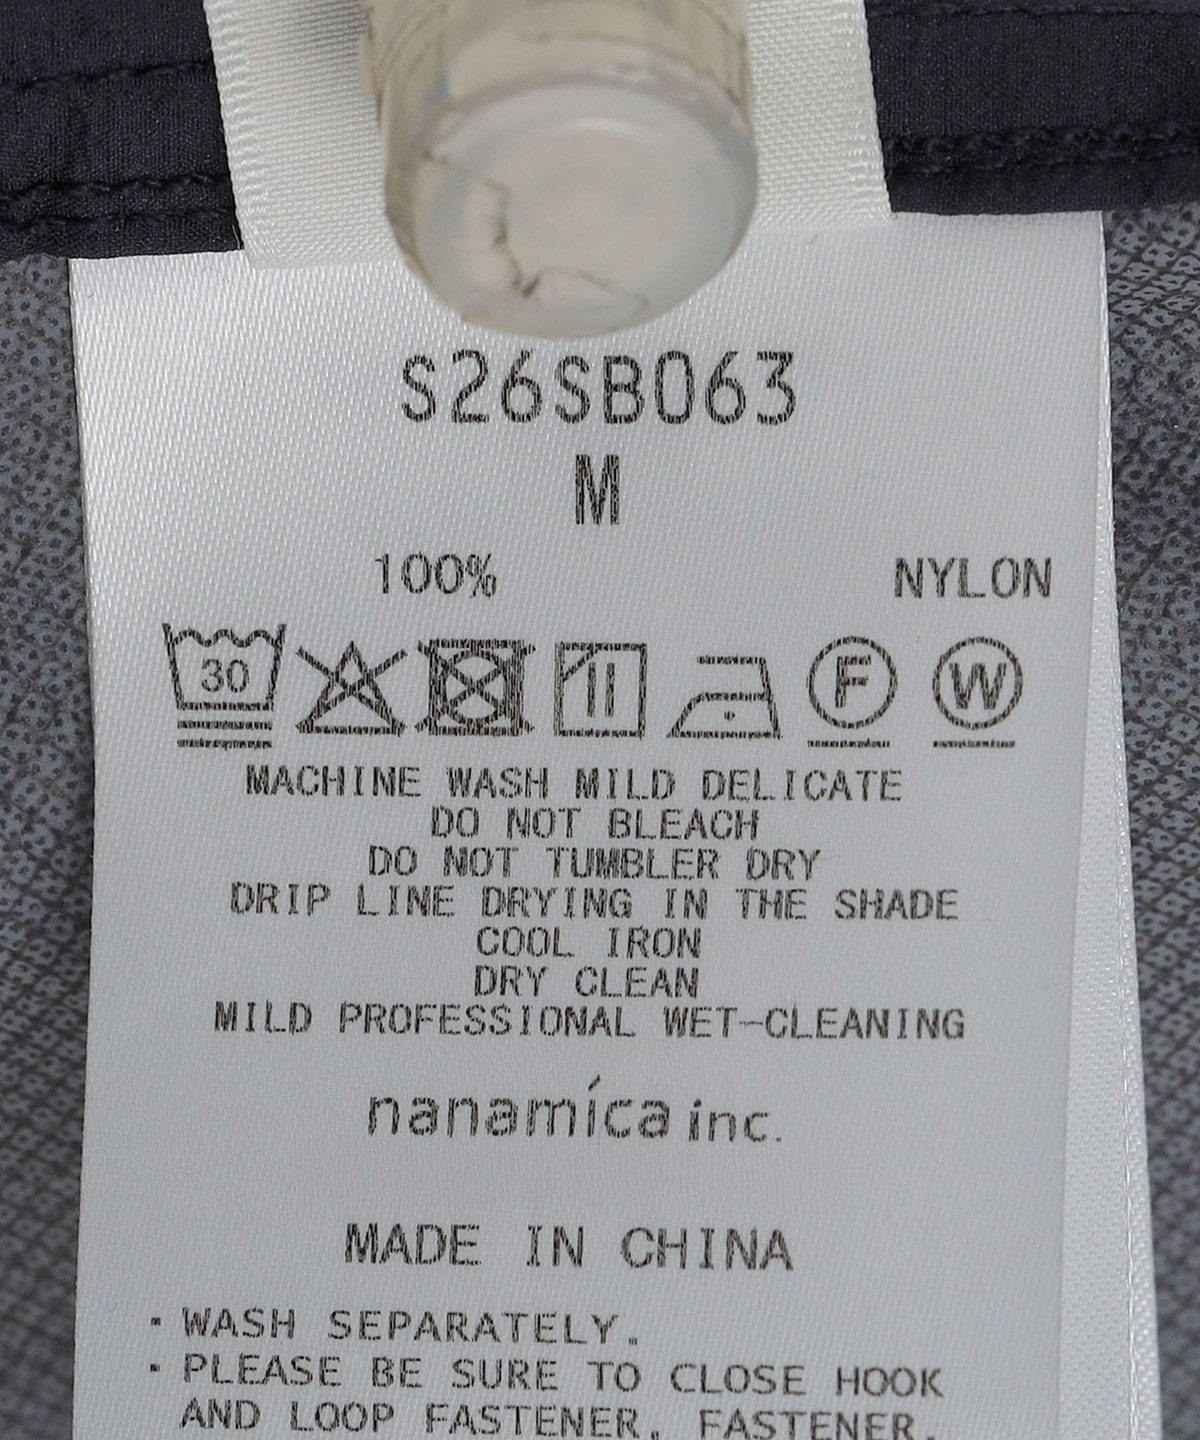 S26SB063
M
100% NYLON
30 F W
MACHINE WASH MILD DELICATE
DO NOT BLEACH
DO NOT TUMBLER DRY
DRIP LINE DRYING IN THE SHADE
COOL IRON
DRY CLEAN
MILD PROFESSIONAL WET-CLEANING
nanamíca inc.
MADE IN CHINA
・WASH SEPARATELY.
・PLEASE BE SURE TO CLOSE HOOK
AND LOOP FASTENER, FASTENER,